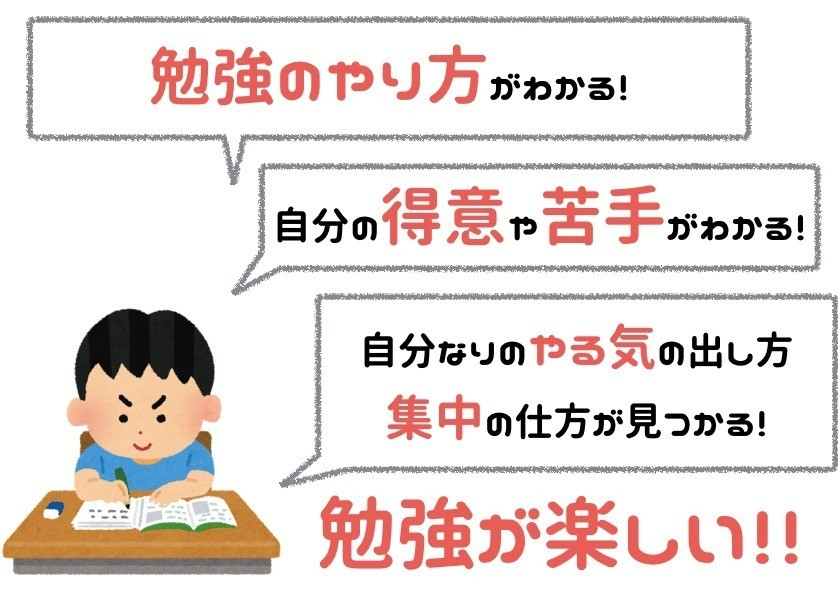 勉強のやり方がわかる!
自分の得意や苦手がわかる!
自分なりのやる気の出し方
集中の仕方が見つかる!
勉強が楽しい!!